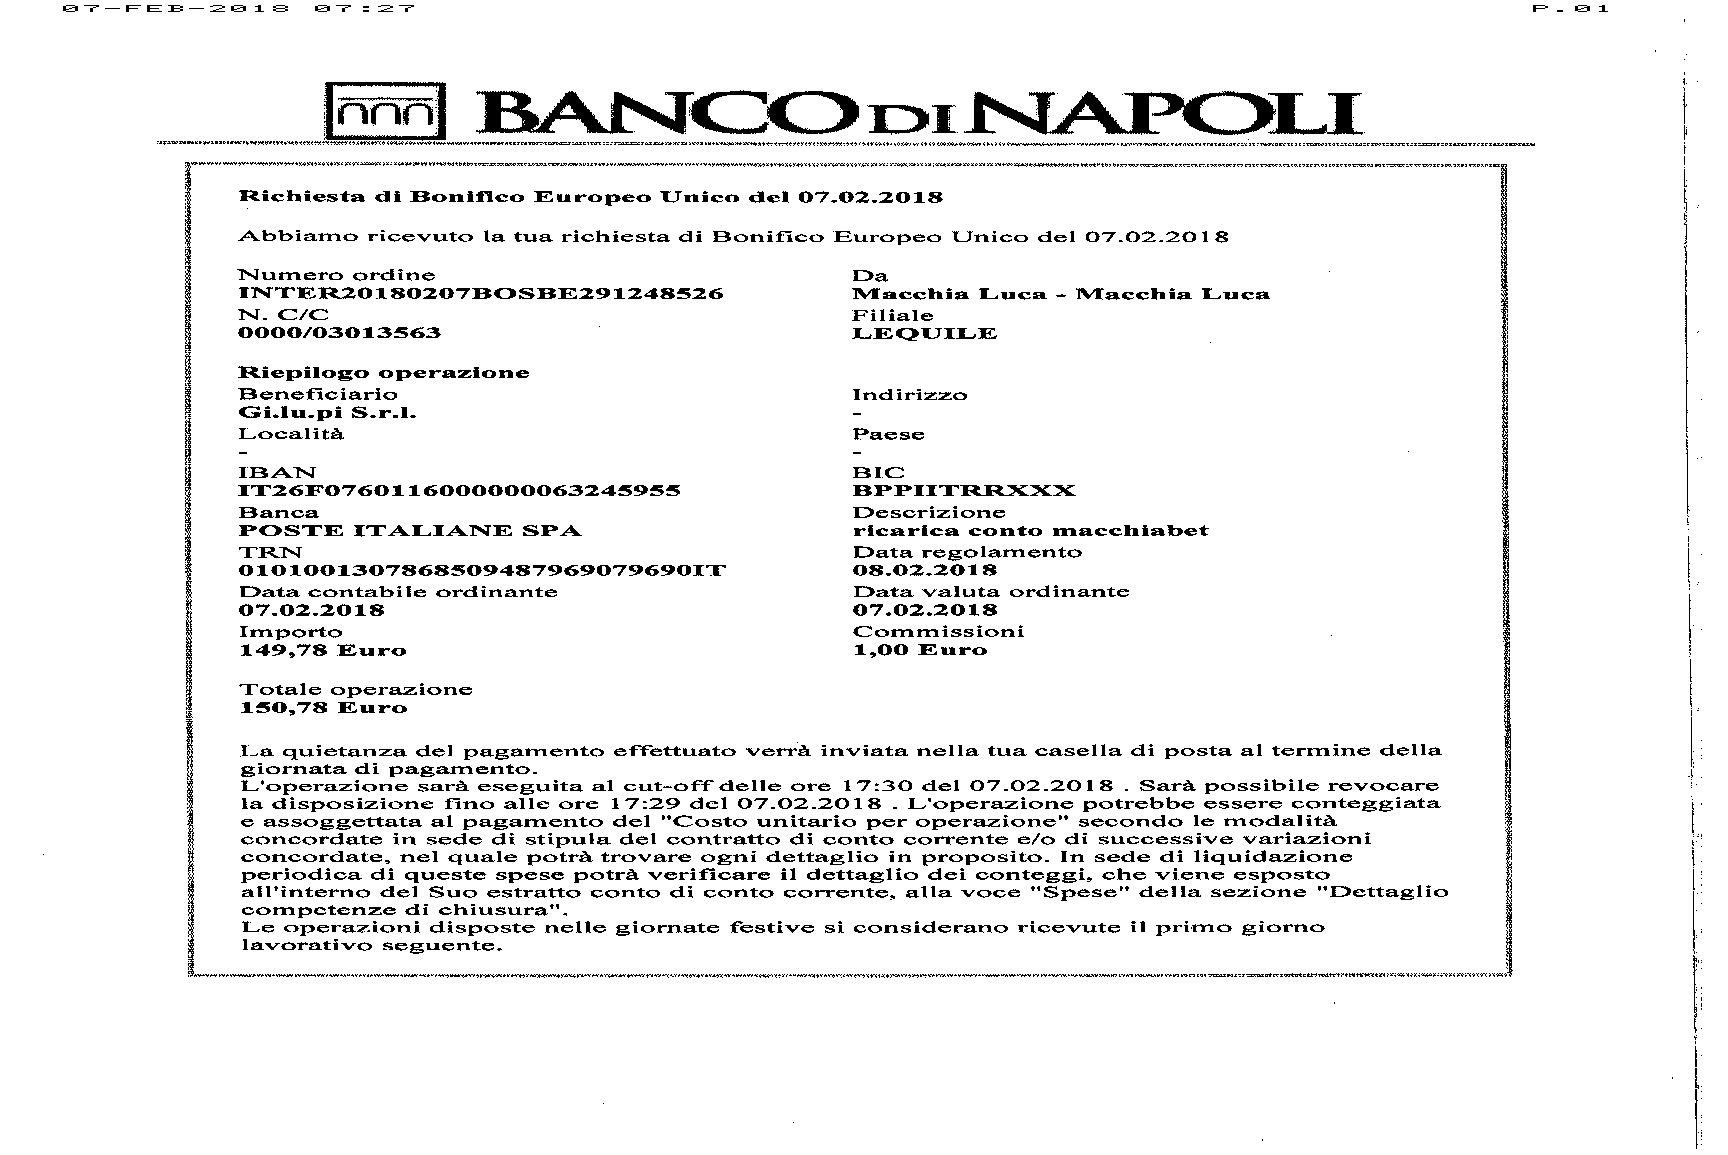 07-FEB-2018 07:27 P.01
BANCO DI NAPOLI
Richiesta di Bonifico Europeo Unico del 07.02.2018
Abbiamo ricevuto la tua richiesta di Bonifico Europeo Unico del 07.02.2018
Numero ordine Da
INTER20180207BOSBE291248526 Macchia Luca - Macchia Luca
N. C/C Filiale
0000/03013563 LEQUILE
Riepilogo operazione
Beneficiario Indirizzo
Gi.lu.pi S.r.l. -
Località Paese
- -
IBAN BIC
IT26F0760116000000063245955 BPPIITRRXXX
Banca Descrizione
POSTE ITALIANE SPA ricarica conto macchiabet
TRN Data regolamento
0101001307868509487969079690IT 08.02.2018
Data contabile ordinante Data valuta ordinante
07.02.2018 07.02.2018
Importo Commissioni
149,78 Euro 1,00 Euro
Totale operazione
150,78 Euro
La quietanza del pagamento effettuato verrà inviata nella tua casella di posta al termine della
giornata di pagamento.
L'operazione sarà eseguita al cut-off delle ore 17:30 del 07.02.2018 . Sarà possibile revocare
la disposizione fino alle ore 17:29 del 07.02.2018 . L'operazione potrebbe essere conteggiata
e assoggettata al pagamento del "Costo unitario per operazione" secondo le modalità
concordate in sede di stipula del contratto di conto corrente e/o di successive variazioni
concordate, nel quale potrà trovare ogni dettaglio in proposito. In sede di liquidazione
periodica di queste spese potrà verificare il dettaglio dei conteggi, che viene esposto
all'interno del Suo estratto conto di conto corrente, alla voce "Spese" della sezione "Dettaglio
competenze di chiusura".
Le operazioni disposte nelle giornate festive si considerano ricevute il primo giorno
lavorativo seguente.